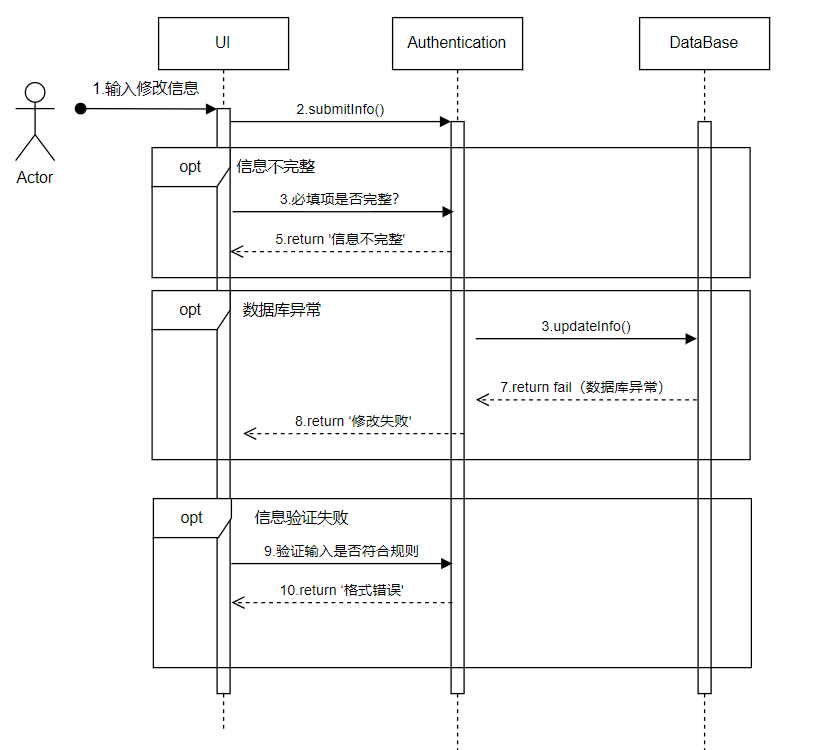 UI
Authentication
DataBase
1.输入修改信息
2.submitInfo()
Actor
opt
信息不完整
3.必填项是否完整?
5.return '信息不完整'
opt
数据库异常
3.updateInfo()
7.return fail（数据库异常）
8.return ‘修改失败'
opt
信息验证失败
9.验证输入是否符合规则
10.return ‘格式错误'